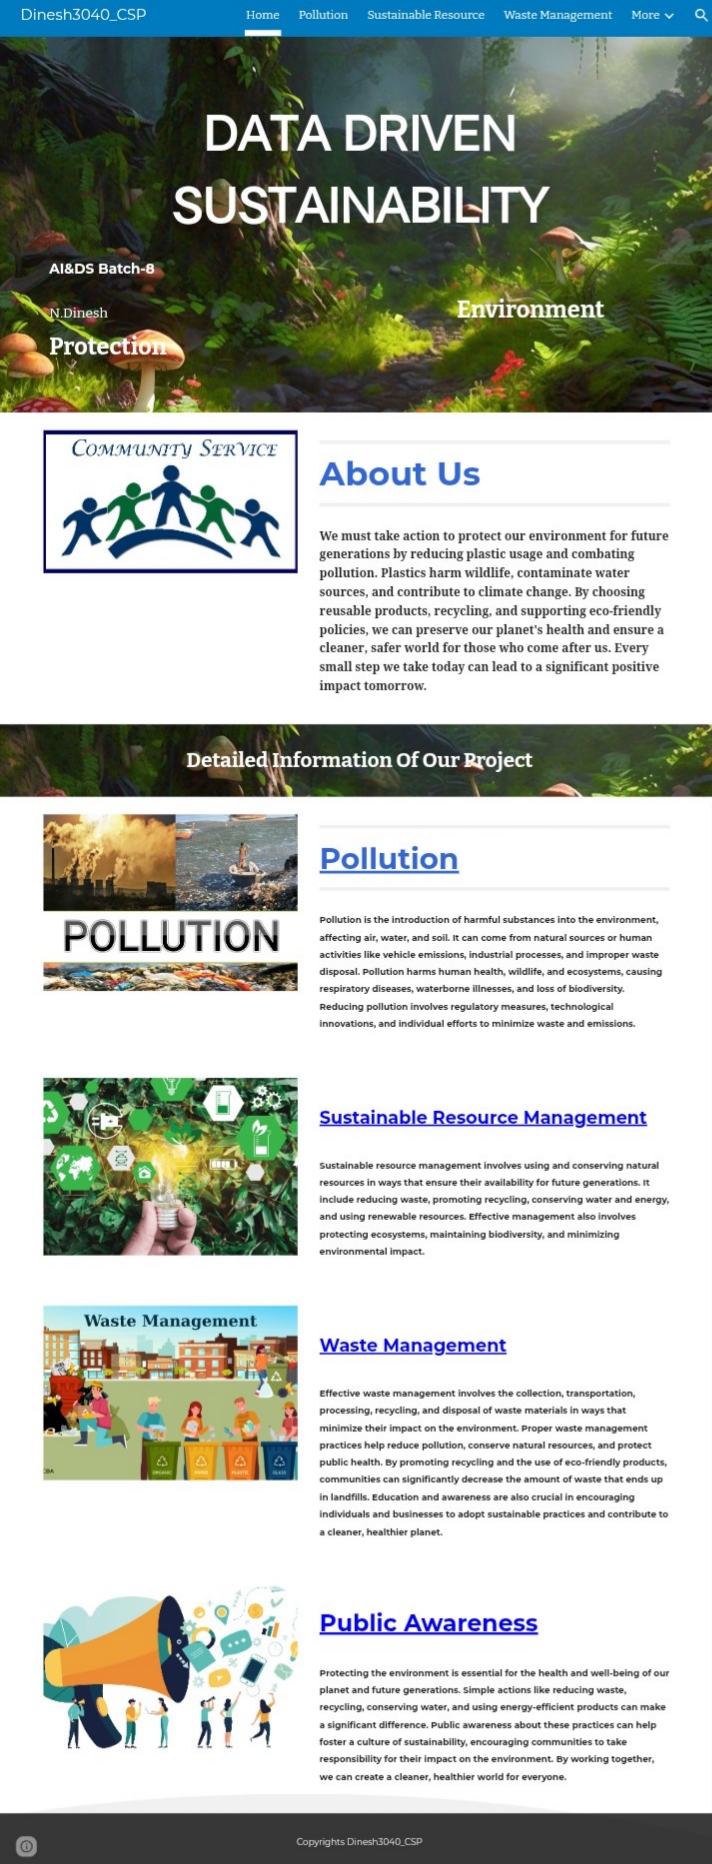 Dinesh3040_CSP
Home Pollution Sustainable Resource Waste Management More
DATA DRIVEN
SUSTAINABILITY
AI&DS Batch-8
Environment
N.Dinesh
Protection
COMMUNITY SERVICE
About Us
We must take action to protect our environment for future
generations by reducing plastic usage and combating
pollution. Plastics harm wildlife, contaminate water
sources, and contribute to climate change. By choosing
reusable products, recycling, and supporting eco-friendly
policies, we can preserve our planet's health and ensure a
cleaner, safer world for those who come after us. Every
small step we take today can lead to a significant positive
impact tomorrow.
Detailed Information Of Our Project
POLLUTION
Pollution
Pollution is the introduction of harmful substances into the environment,
affecting air, water, and soil. It can come from natural sources or human
activities like vehicle emissions, industrial processes, and improper waste
disposal. Pollution harms human health, wildlife, and ecosystems, causing
respiratory diseases, waterborne illnesses, and loss of biodiversity.
Reducing pollution involves regulatory measures, technological
innovations, and individual efforts to minimize waste and emissions.
Sustainable Resource Management
Sustainable resource management involves using and conserving natural
resources in ways that ensure their availability for future generations. It
include reducing waste, promoting recycling, conserving water and energy,
and using renewable resources. Effective management also involves
protecting ecosystems, maintaining biodiversity, and minimizing
environmental impact.
Waste Management
ORGANIC PAPER PLASTIC GLASS
Waste Management
Effective waste management involves the collection, transportation,
processing, recycling, and disposal of waste materials in ways that
minimize their impact on the environment. Proper waste management
practices help reduce pollution, conserve natural resources, and protect
public health. By promoting recycling and the use of eco-friendly products,
communities can significantly decrease the amount of waste that ends up
in landfills. Education and awareness are also crucial in encouraging
individuals and businesses to adopt sustainable practices and contribute to
a cleaner, healthier planet.
Public Awareness
Protecting the environment is essential for the health and well-being of our
planet and future generations. Simple actions like reducing waste,
recycling, conserving water, and using energy-efficient products can make
a significant difference. Public awareness about these practices can help
foster a culture of sustainability, encouraging communities to take
responsibility for their impact on the environment. By working together,
we can create a cleaner, healthier world for everyone.
Copyrights Dinesh3040_CSP